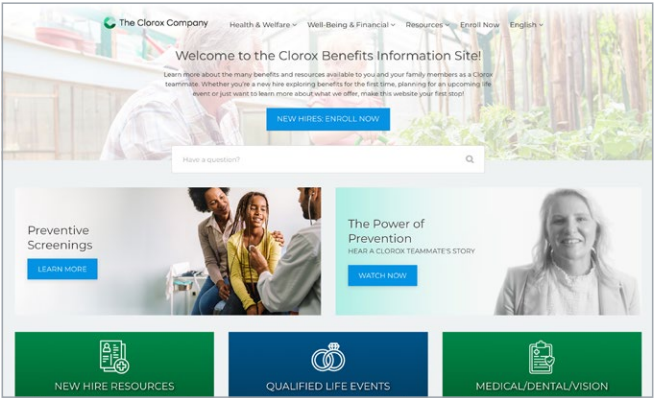 The Clorox Company
Health & Welfare Well-Being & Financial Resources Enroll Now English
Welcome to the Clorox Benefits Information Site!
Learn more about the many benefits and resources available to you and your family members as a Clorox
teammate. Whether you're a new hire exploring benefits for the first time, planning for an upcoming life
event or just want to learn more about what we offer, make this website your first stop!
NEW HIRES: ENROLL NOW
Have a question?
Preventive
Screenings
LEARN MORE
The Power of
Prevention
HEAR A CLOROX TEAMMATE'S STORY
WATCH NOW
NEW HIRE RESOURCES
QUALIFIED LIFE EVENTS
MEDICAL/DENTAL/VISION